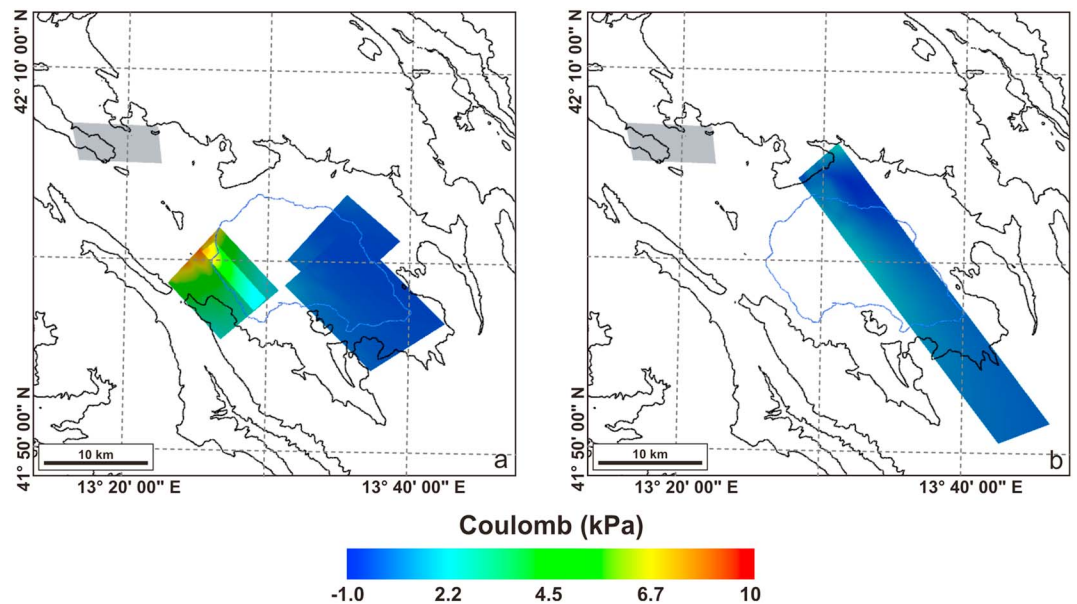 42° 10' 00'' N
41° 50' 00'' N
10 km
a
13° 20' 00'' E
13° 40' 00'' E
42° 10' 00'' N
41° 50' 00'' N
10 km
b
13° 20' 00'' E
13° 40' 00'' E
Coulomb (kPa)
-1.0 2.2 4.5 6.7 10